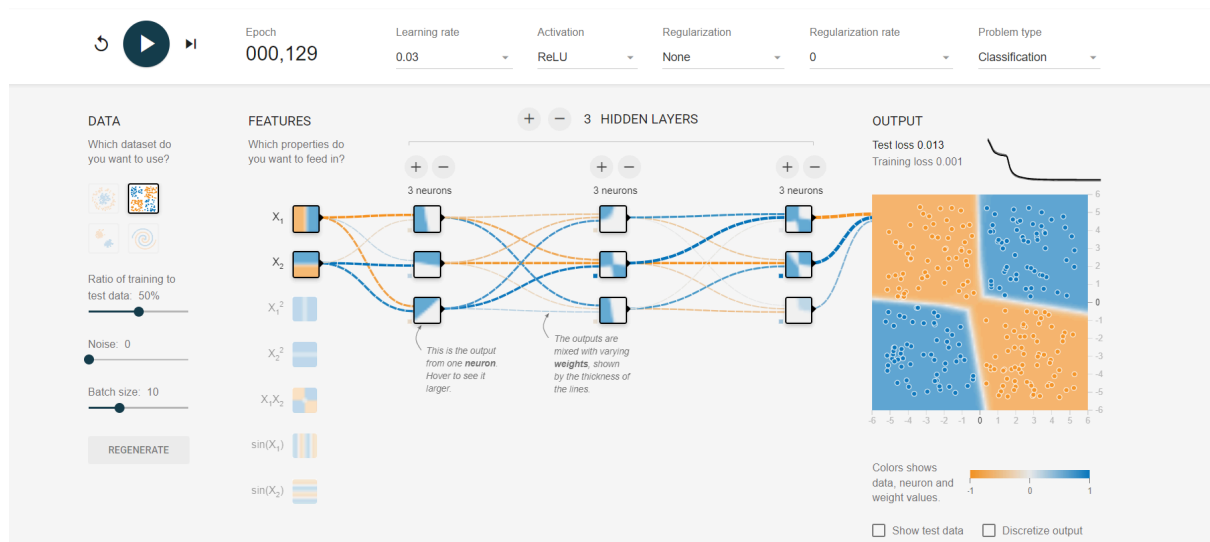 Epoch
000,129
Learning rate
0.03
Activation
ReLU
Regularization
None
Regularization rate
0
Problem type
Classification
DATA
Which dataset do
you want to use?
Ratio of training to
test data: 50%
Noise: 0
Batch size: 10
REGENERATE
FEATURES
Which properties do
you want to feed in?
X₁
X₂
X₁²
X₂²
X₁X₂
sin(X₁)
sin(X₂)
+ − 3 HIDDEN LAYERS
+ −
3 neurons
+ −
3 neurons
+ −
3 neurons
This is the output
from one neuron.
Hover to see it
larger.
The outputs are
mixed with varying
weights, shown
by the thickness of
the lines.
OUTPUT
Test loss 0.013
Training loss 0.001
6
5
4
3
2
1
0
-1
-2
-3
-4
-5
-6
-6 -5 -4 -3 -2 -1 0 1 2 3 4 5 6
Colors shows
data, neuron and
weight values.
-1 0 1
Show test data
Discretize output